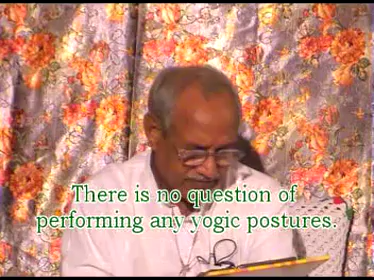 There is no question of
performing any yogic postures.